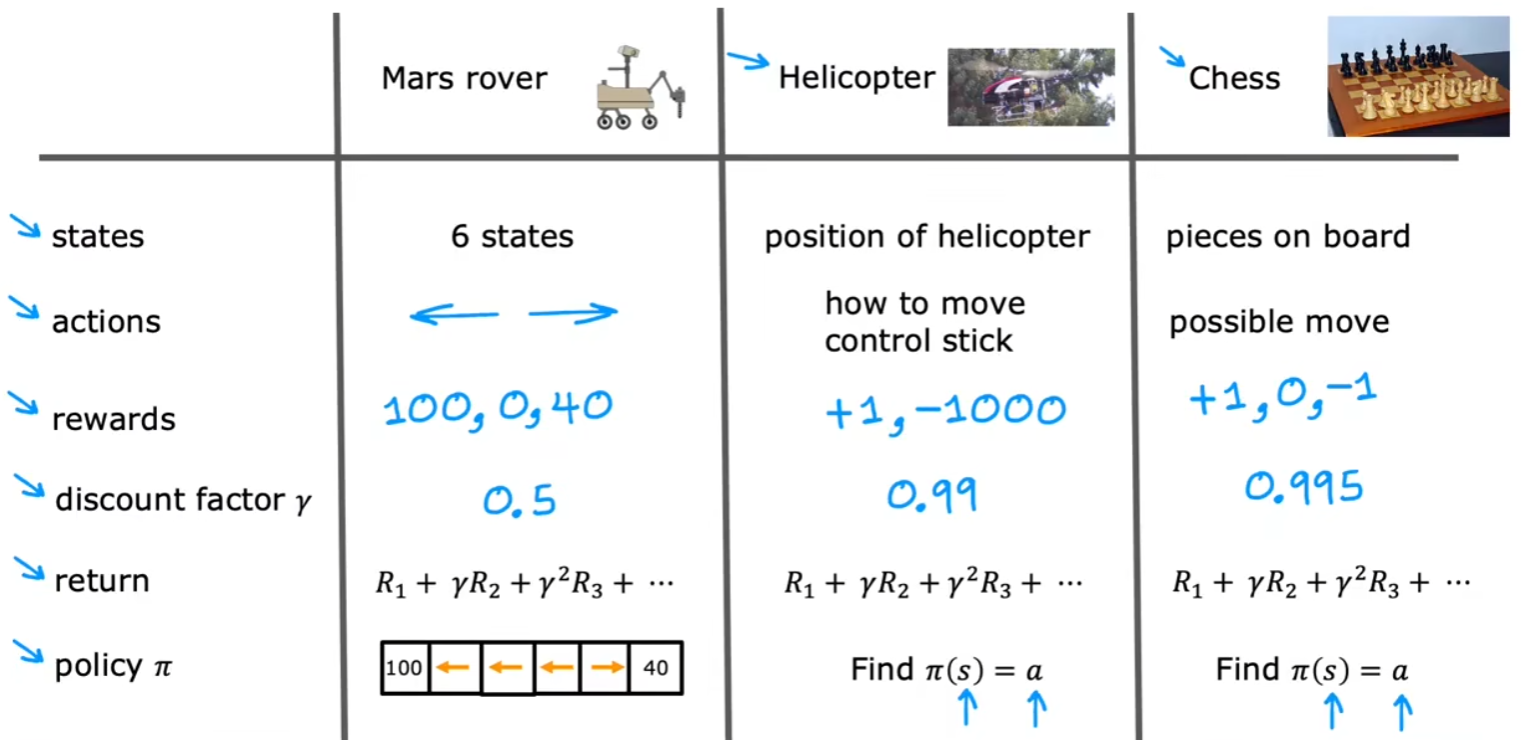 Mars rover
Helicopter
Chess
states
6 states
position of helicopter
pieces on board
actions
← →
how to move
control stick
possible move
rewards
100, 0, 40
+1, -1000
+1, 0, -1
discount factor γ
0.5
0.99
0.995
return
R₁ + γR₂ + γ²R₃ + ⋯
R₁ + γR₂ + γ²R₃ + ⋯
R₁ + γR₂ + γ²R₃ + ⋯
policy π
100 ← ← ← → 40
Find π(s) = a
Find π(s) = a